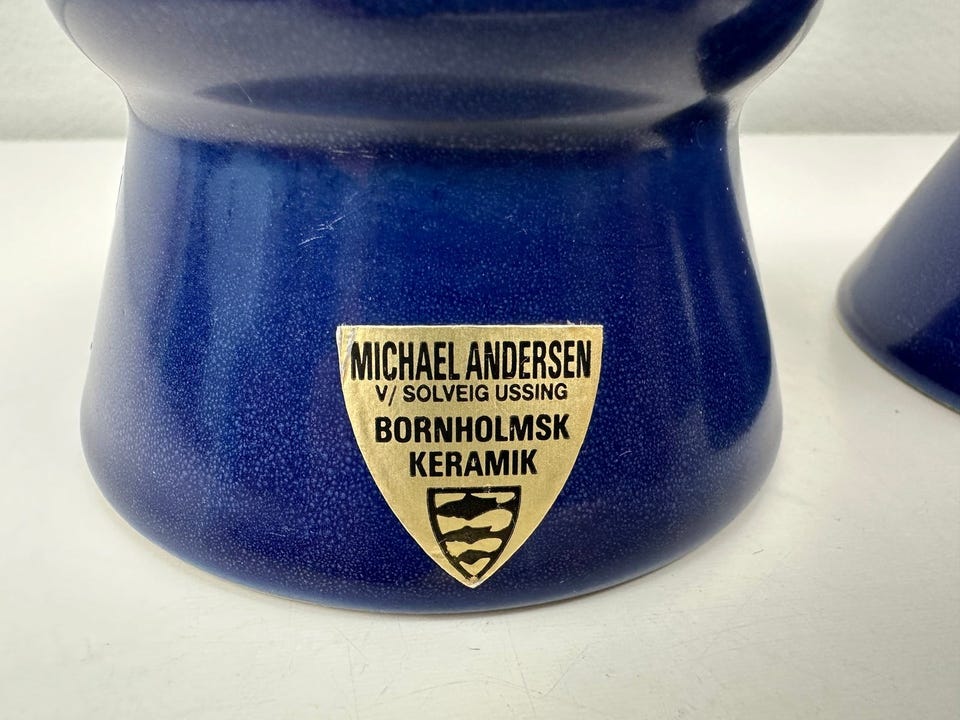 MICHAEL ANDERSEN
V/ SOLVEIG USSING
BORNHOLMSK
KERAMIK